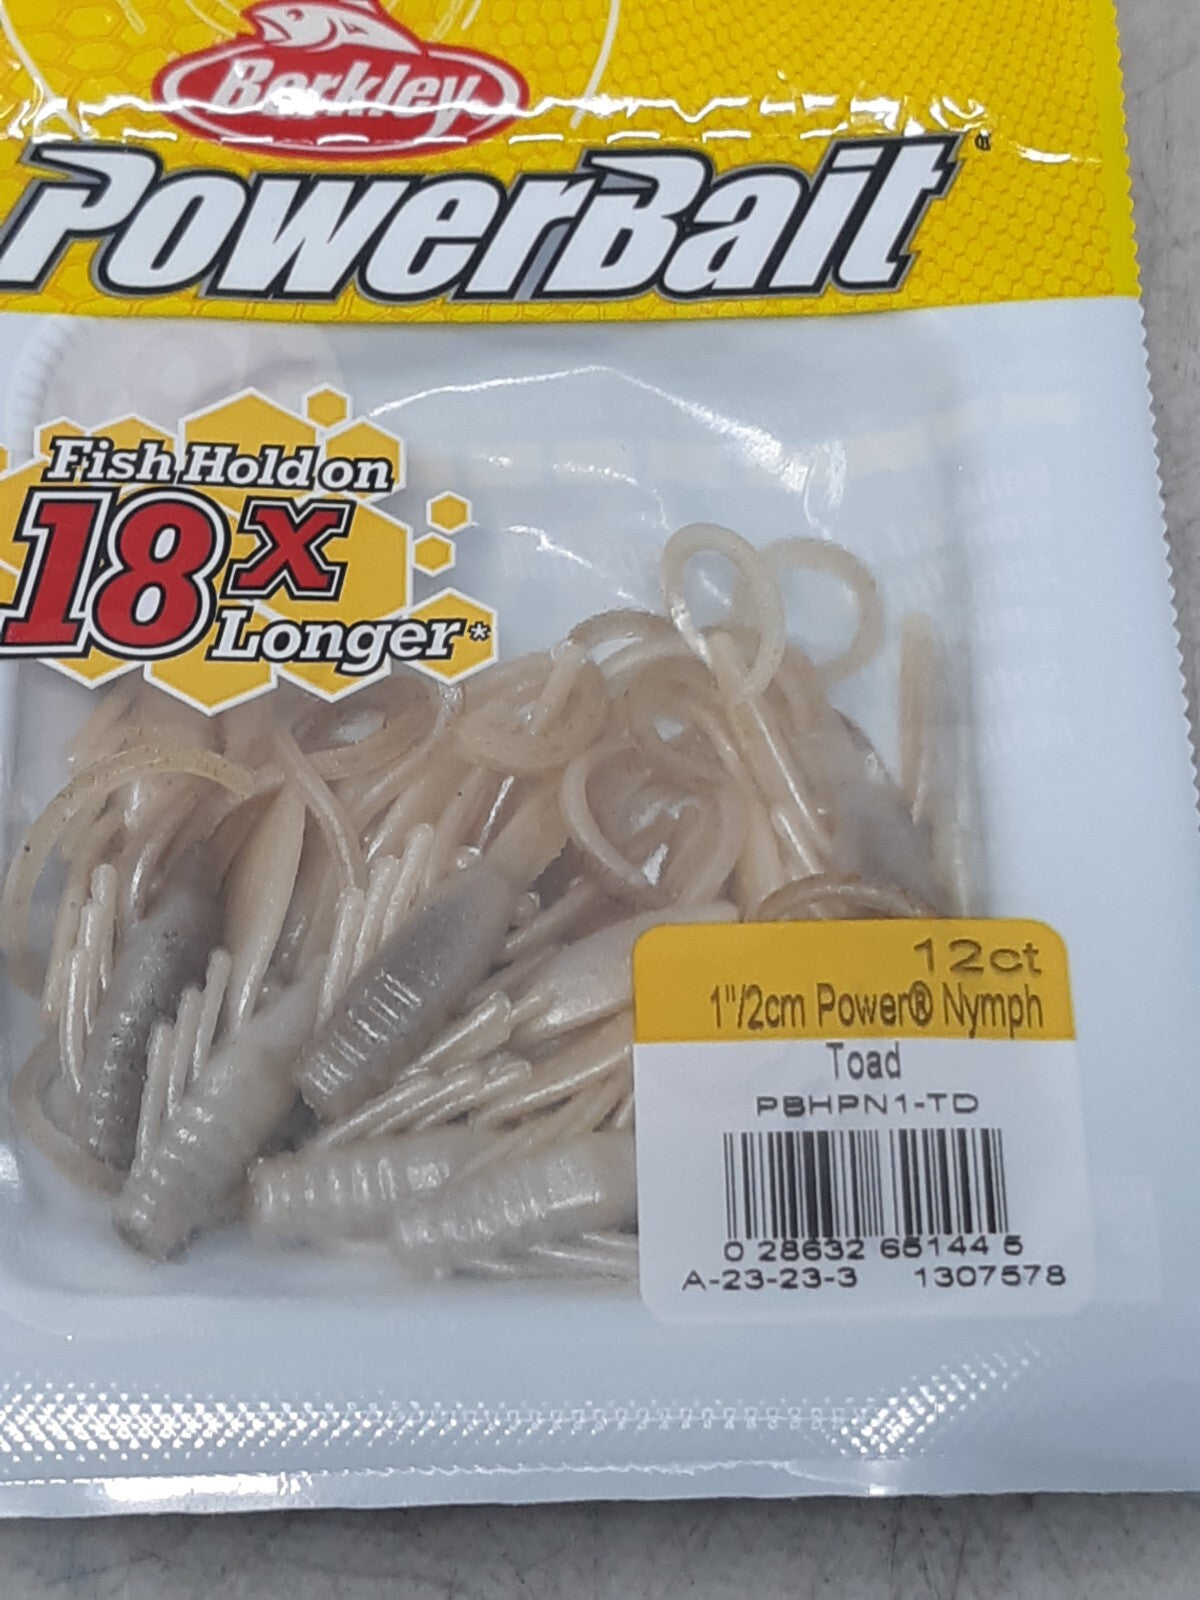 Berkley
PowerBait
Fish Hold on
18x
Longer*
12ct
1"/2cm Power® Nymph
Toad
PBHPN1-TD
0 28632 65144 5
A-23-23-3 1307578